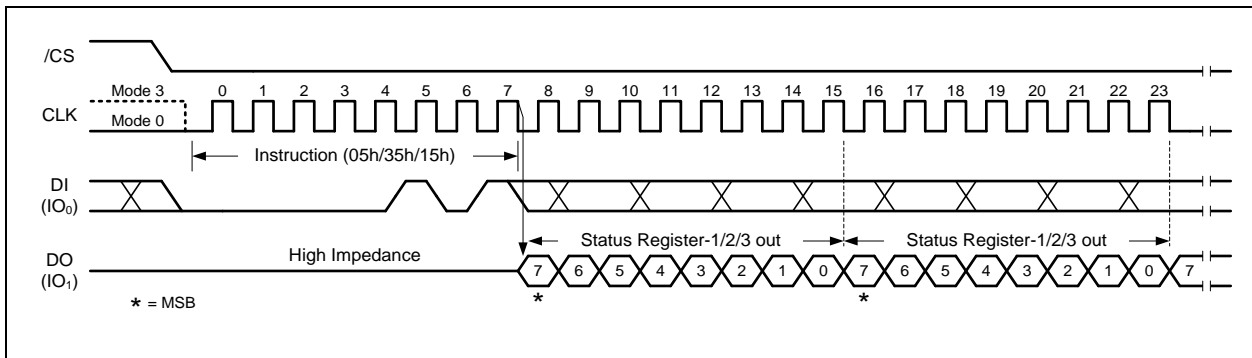 /CS
Mode 3 0 1 2 3 4 5 6 7 8 9 10 11 12 13 14 15 16 17 18 19 20 21 22 23
CLK
Mode 0
Instruction (05h/35h/15h)
DI
(IO₀)
Status Register-1/2/3 out Status Register-1/2/3 out
High Impedance
DO
(IO₁)
7 6 5 4 3 2 1 0 7 6 5 4 3 2 1 0 7
* *
* = MSB